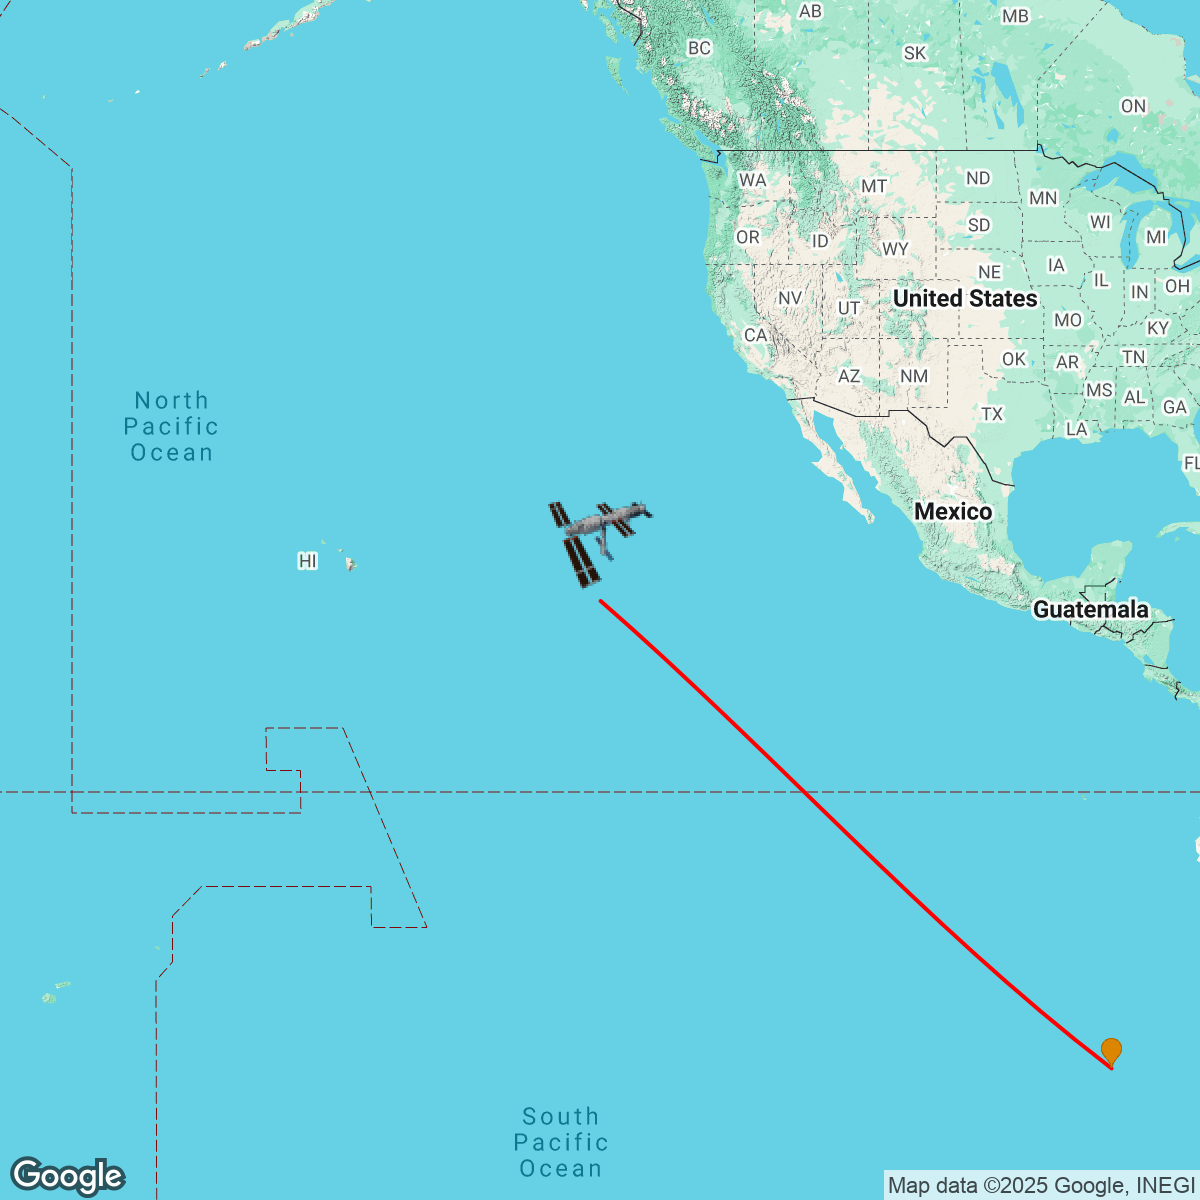 AB
MB
BC
SK
ON
WA
MT
ND
MN
OR
ID
WY
SD
WI
MI
NE
IA
IL
IN
OH
NV
UT
United States
MO
KY
CA
AZ
NM
OK
AR
TN
MS
AL
GA
TX
LA
FL
North
Pacific
Ocean
HI
Mexico
Guatemala
South
Pacific
Ocean
Google
Map data ©2025 Google, INEGI